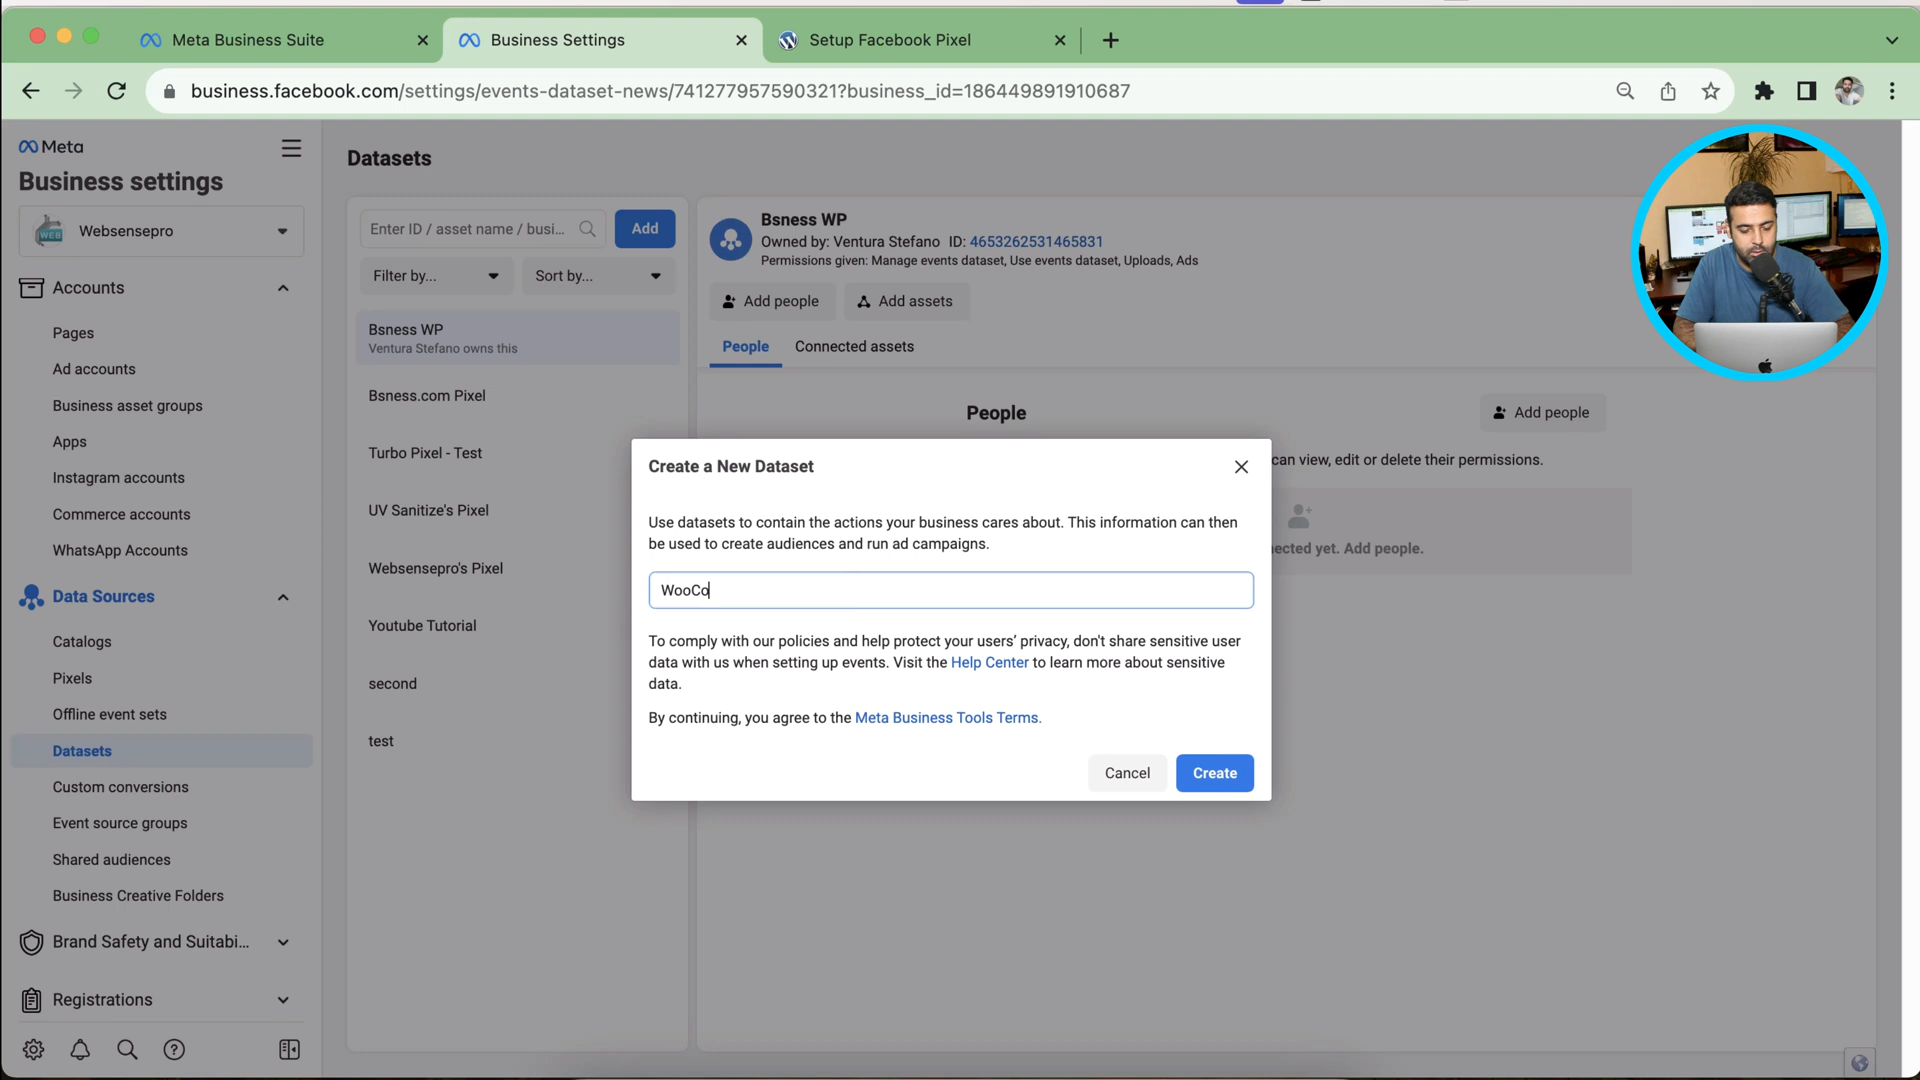 Meta Business Suite
Business Settings
Setup Facebook Pixel
business.facebook.com/settings/events-dataset-news/741277957590321?business_id=186449891910687
Meta
Business settings
WEB
Websensepro
Accounts
Pages
Ad accounts
Business asset groups
Apps
Instagram accounts
Commerce accounts
WhatsApp Accounts
Data Sources
Catalogs
Pixels
Offline event sets
Datasets
Custom conversions
Event source groups
Shared audiences
Business Creative Folders
Brand Safety and Suitabi...
Registrations
Datasets
Enter ID / asset name / busi...
Add
Filter by...
Sort by...
Bsness WP
Ventura Stefano owns this
Bsness.com Pixel
Turbo Pixel - Test
UV Sanitize's Pixel
Websensepro's Pixel
Youtube Tutorial
second
test
Bsness WP
Owned by: Ventura Stefano ID: 4653262531465831
Permissions given: Manage events dataset, Use events dataset, Uploads, Ads
Add people
Add assets
People
Connected assets
People
Add people
can view, edit or delete their permissions.
ected yet. Add people.
Create a New Dataset
Use datasets to contain the actions your business cares about. This information can then
be used to create audiences and run ad campaigns.
WooCo
To comply with our policies and help protect your users’ privacy, don't share sensitive user
data with us when setting up events. Visit the Help Center to learn more about sensitive
data.
By continuing, you agree to the Meta Business Tools Terms.
Cancel
Create